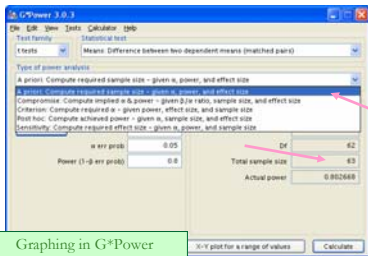 G*Power 3.0.3
File Edit View Tests Calculator Help
Test family Statistical test
t tests Means: Difference between two dependent means (matched pairs)
Type of power analysis
A priori: Compute required sample size - given α, power, and effect size
A priori: Compute required sample size - given α, power, and effect size
Compromise: Compute implied α & power - given β/α ratio, sample size, and effect size
Criterion: Compute required α - given power, effect size, and sample size
Post hoc: Compute achieved power - given α, sample size, and effect size
Sensitivity: Compute required effect size - given α, power, and sample size
α err prob 0.05 Df 62
Power (1-β err prob) 0.8 Total sample size 63
Actual power 0.802668
Graphing in G*Power
X-Y plot for a range of values Calculate